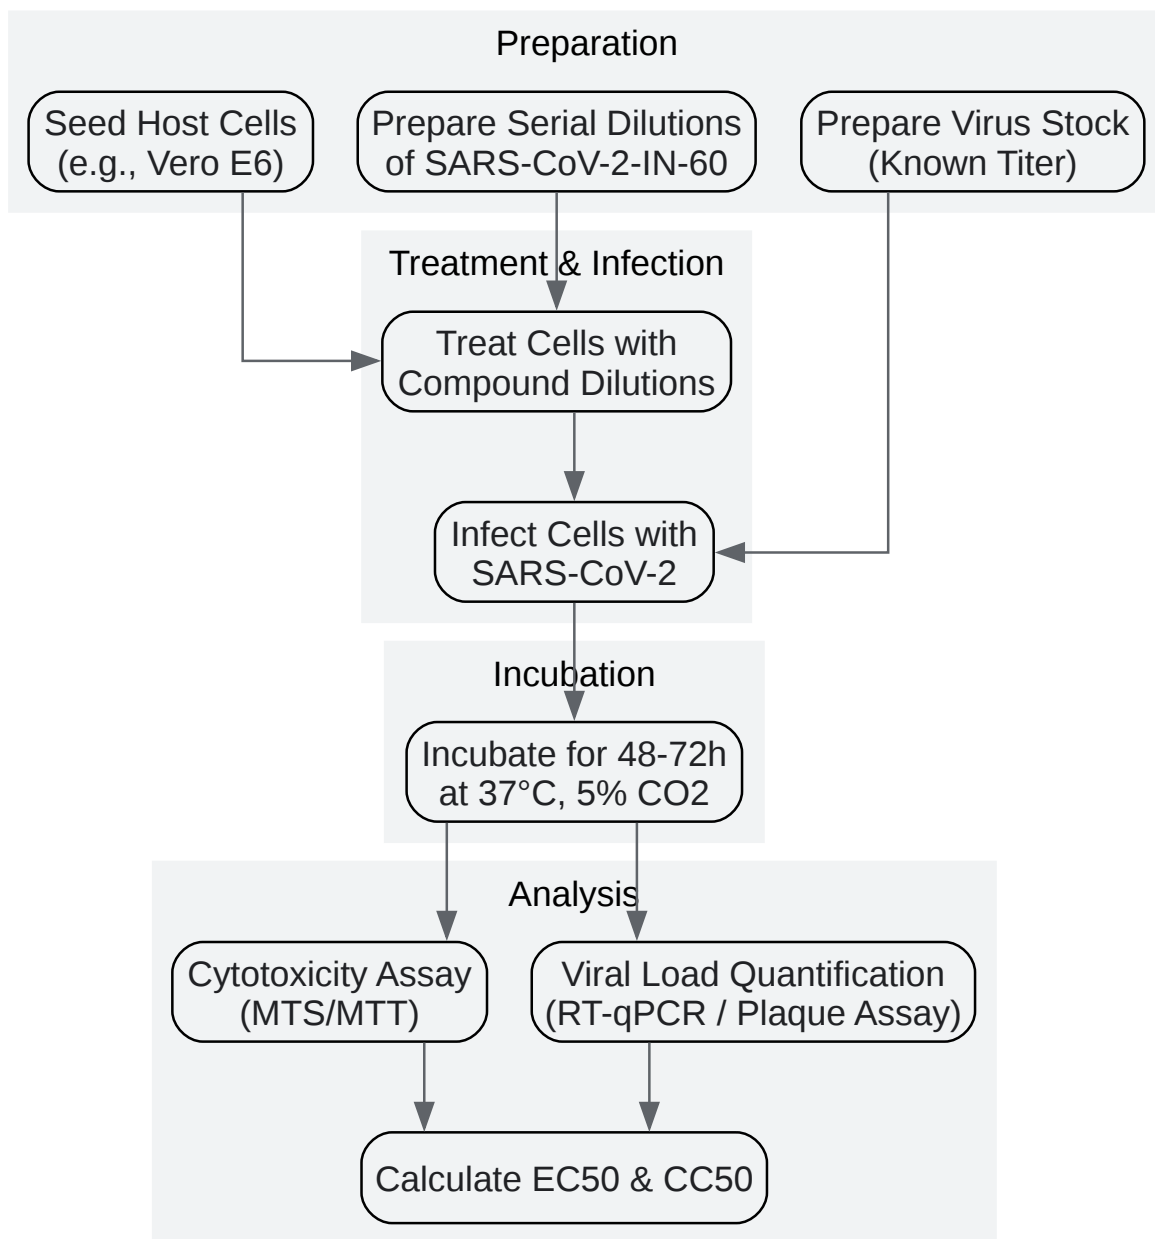 Preparation
Seed Host Cells
(e.g., Vero E6)
Prepare Serial Dilutions
of SARS-CoV-2-IN-60
Prepare Virus Stock
(Known Titer)
Treatment & Infection
Treat Cells with
Compound Dilutions
Infect Cells with
SARS-CoV-2
Incubation
Incubate for 48-72h
at 37°C, 5% CO2
Analysis
Cytotoxicity Assay
(MTS/MTT)
Viral Load Quantification
(RT-qPCR / Plaque Assay)
Calculate EC50 & CC50